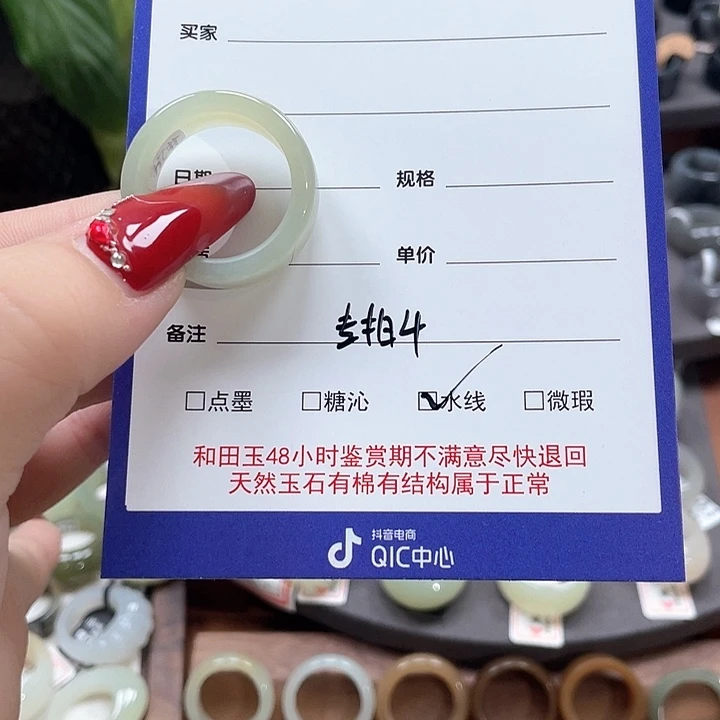 买家
日期
规格
单价
备注 专拍4
□点墨 □糖沁 ☑水线 □微瑕
和田玉48小时鉴赏期不满意尽快退回
天然玉石有棉有结构属于正常
抖音电商
QIC中心